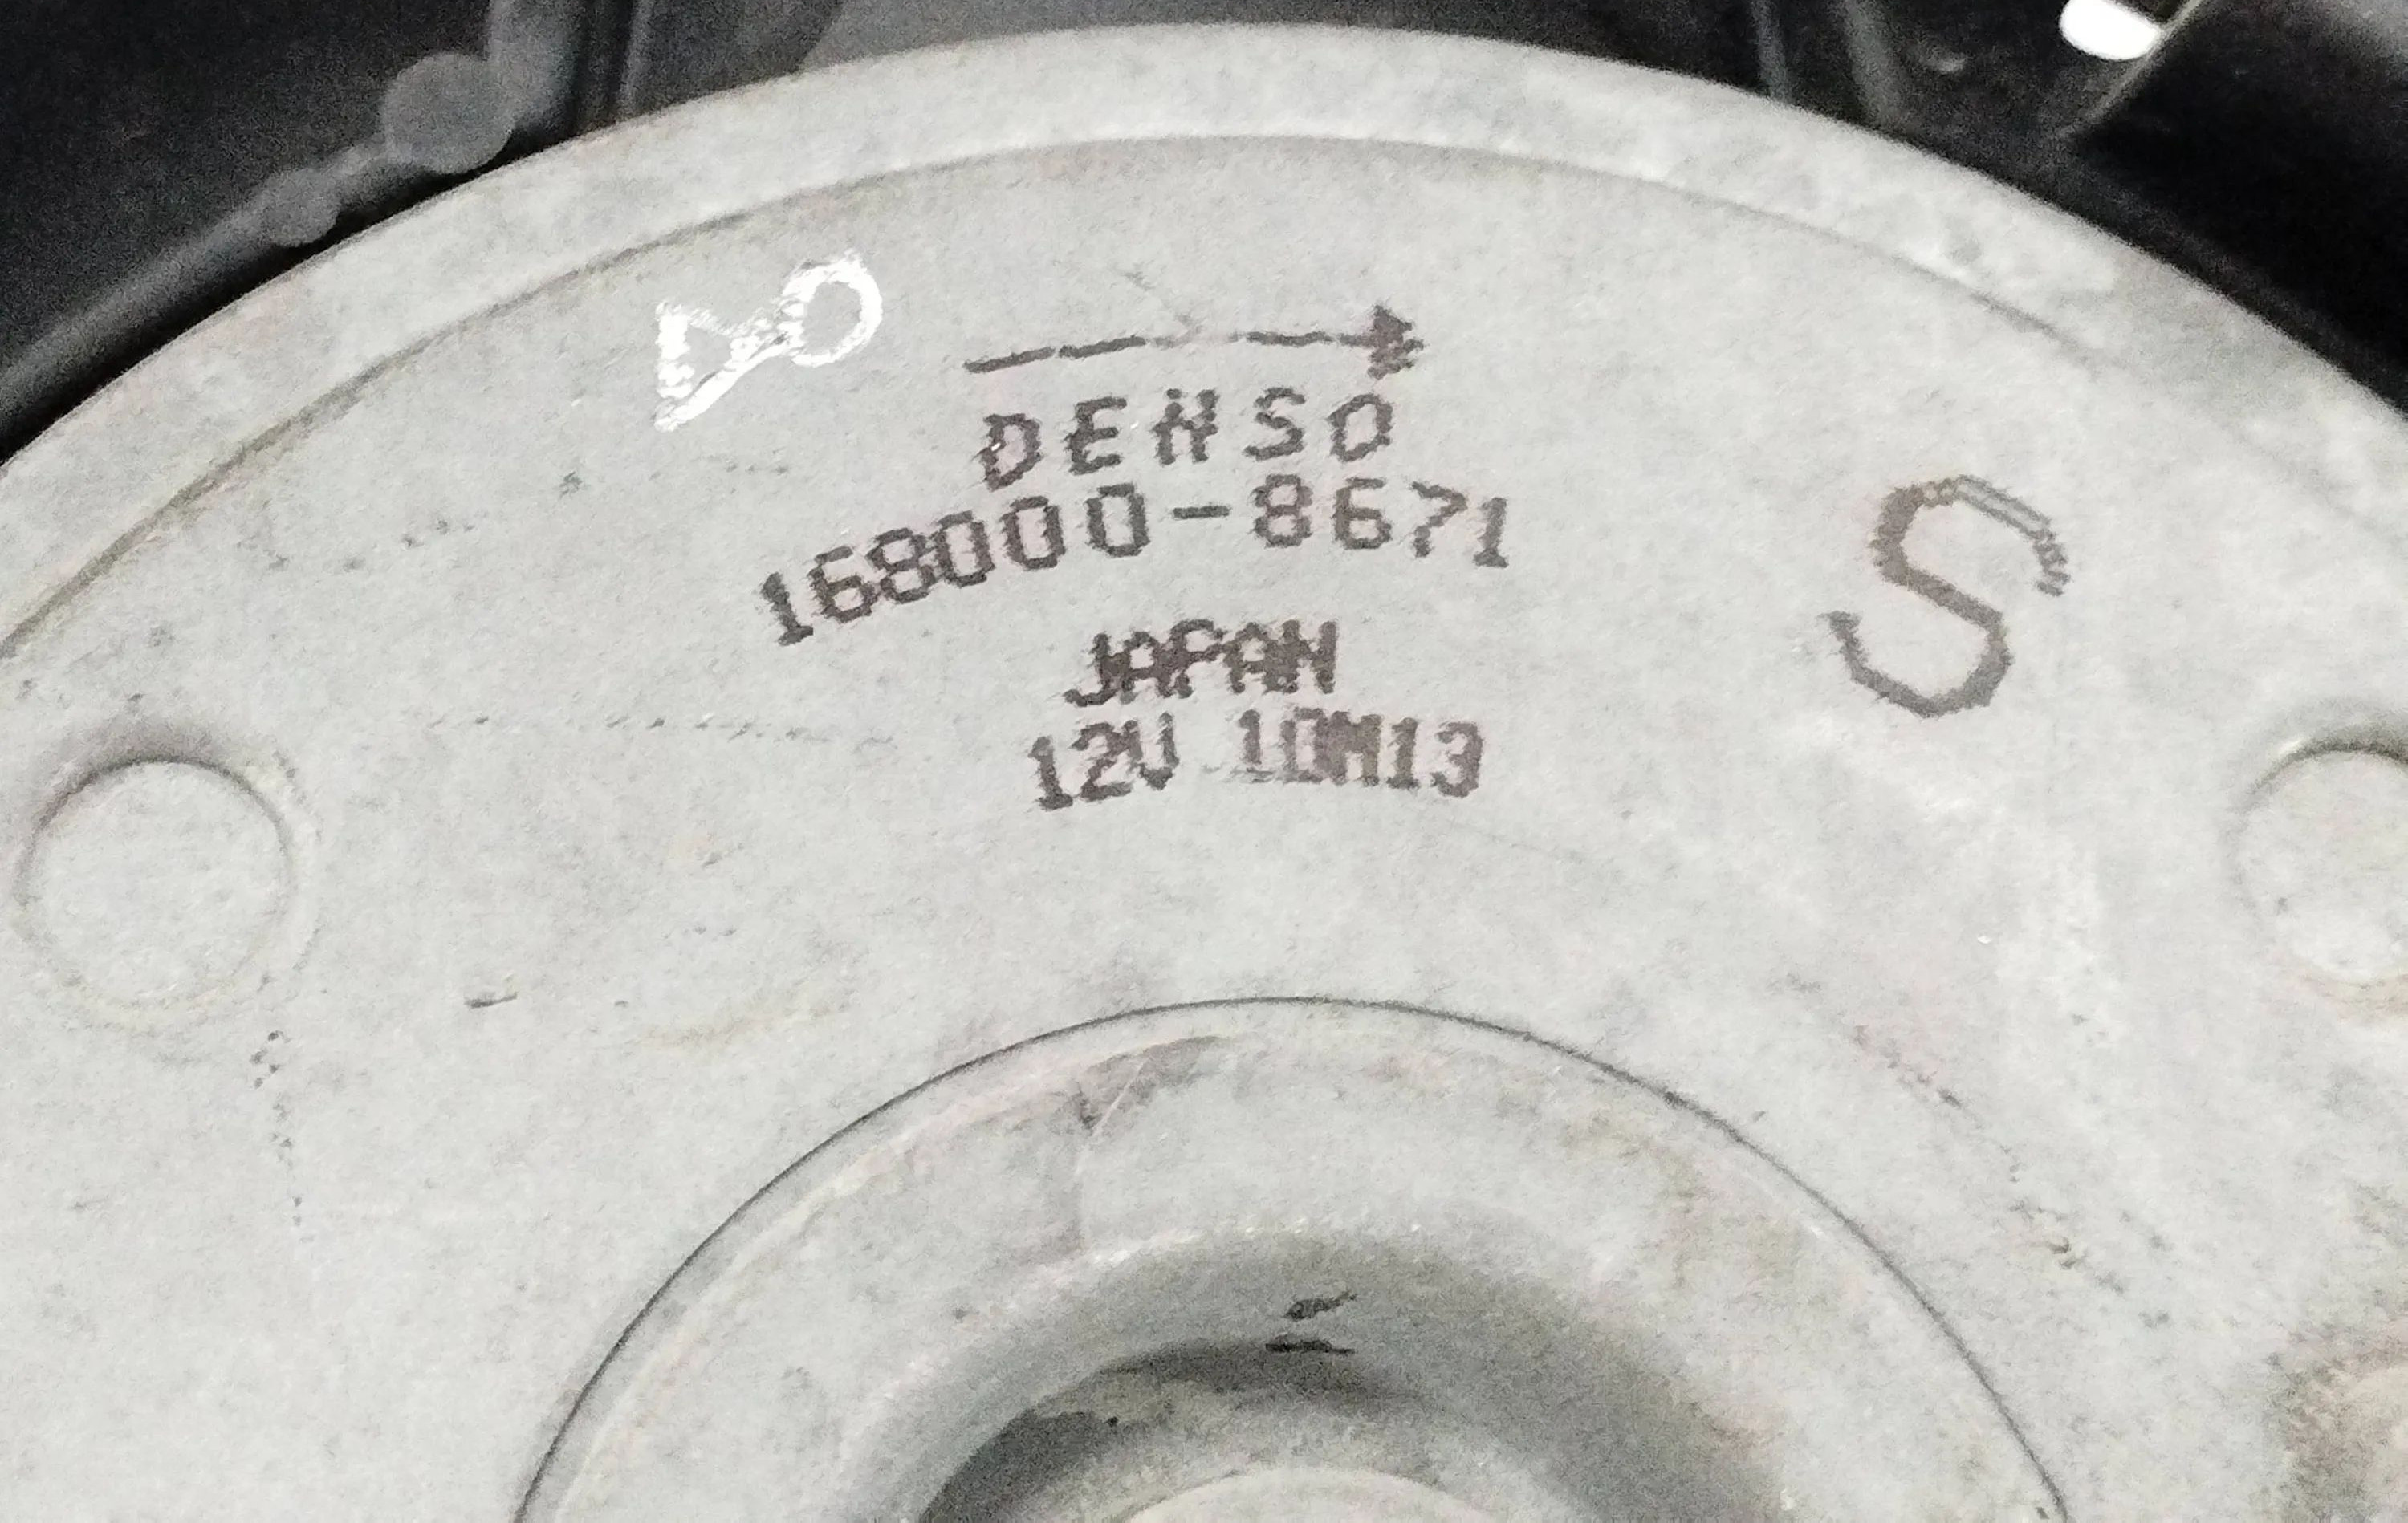 DENSO
168000-8671
S
JAPAN
12V 10M13